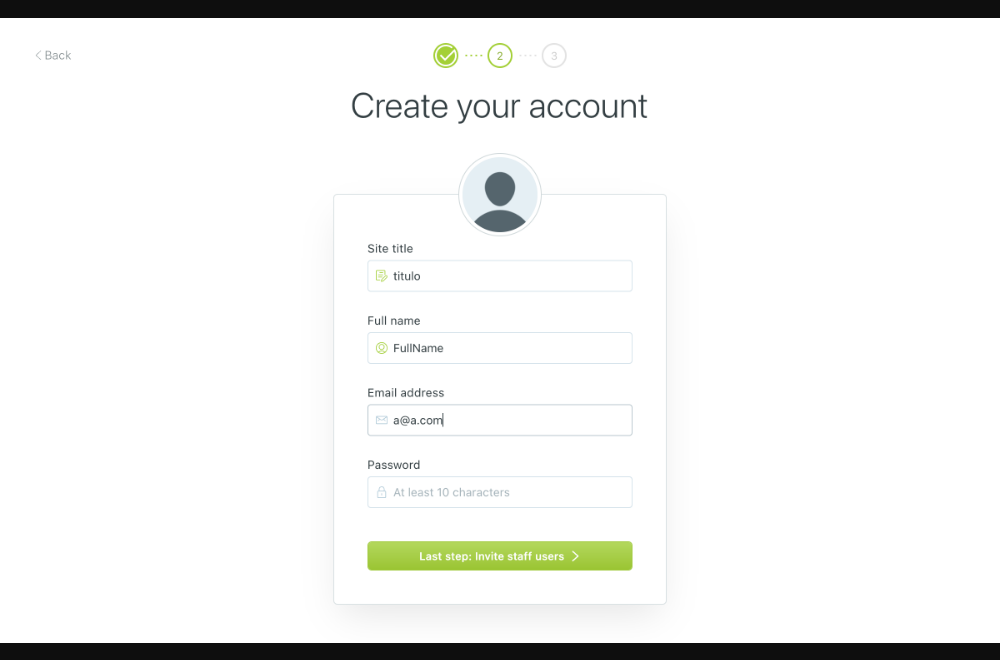 Back
2
3
Create your account
Site title
titulo
Full name
FullName
Email address
a@a.com
Password
At least 10 characters
Last step: Invite staff users